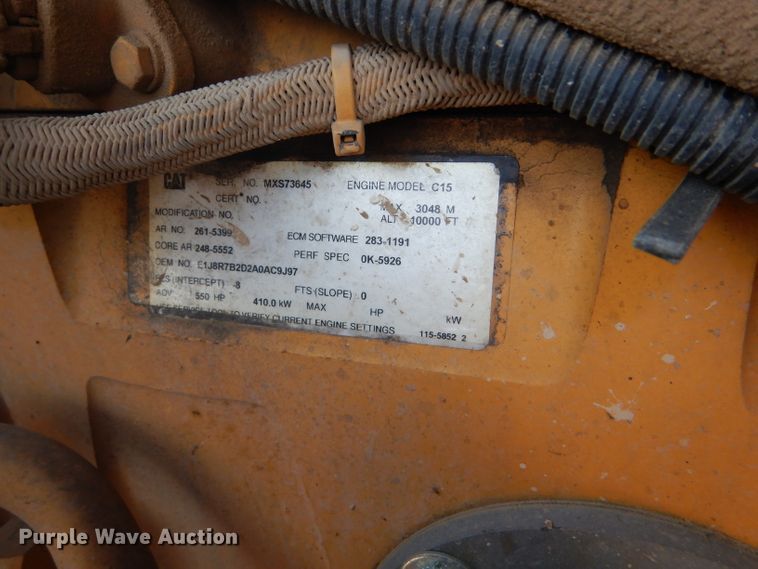 CAT SER. NO. MXS73645 ENGINE MODEL C15
CERT NO.
MAX 3048 M
MODIFICATION NO. ALT 10000 FT
AR NO. 261-5399
ECM SOFTWARE 283-1191
CORE AR 248-5552
PERF SPEC 0K-5926
OEM NO. E1J8R7B2D2A0AC9J97
FLS (INTERCEPT) -8 FTS (SLOPE) 0
ADV 550 HP 410.0 kW MAX HP kW
TOOL TO VERIFY CURRENT ENGINE SETTINGS 115-5852 2
Purple Wave Auction®